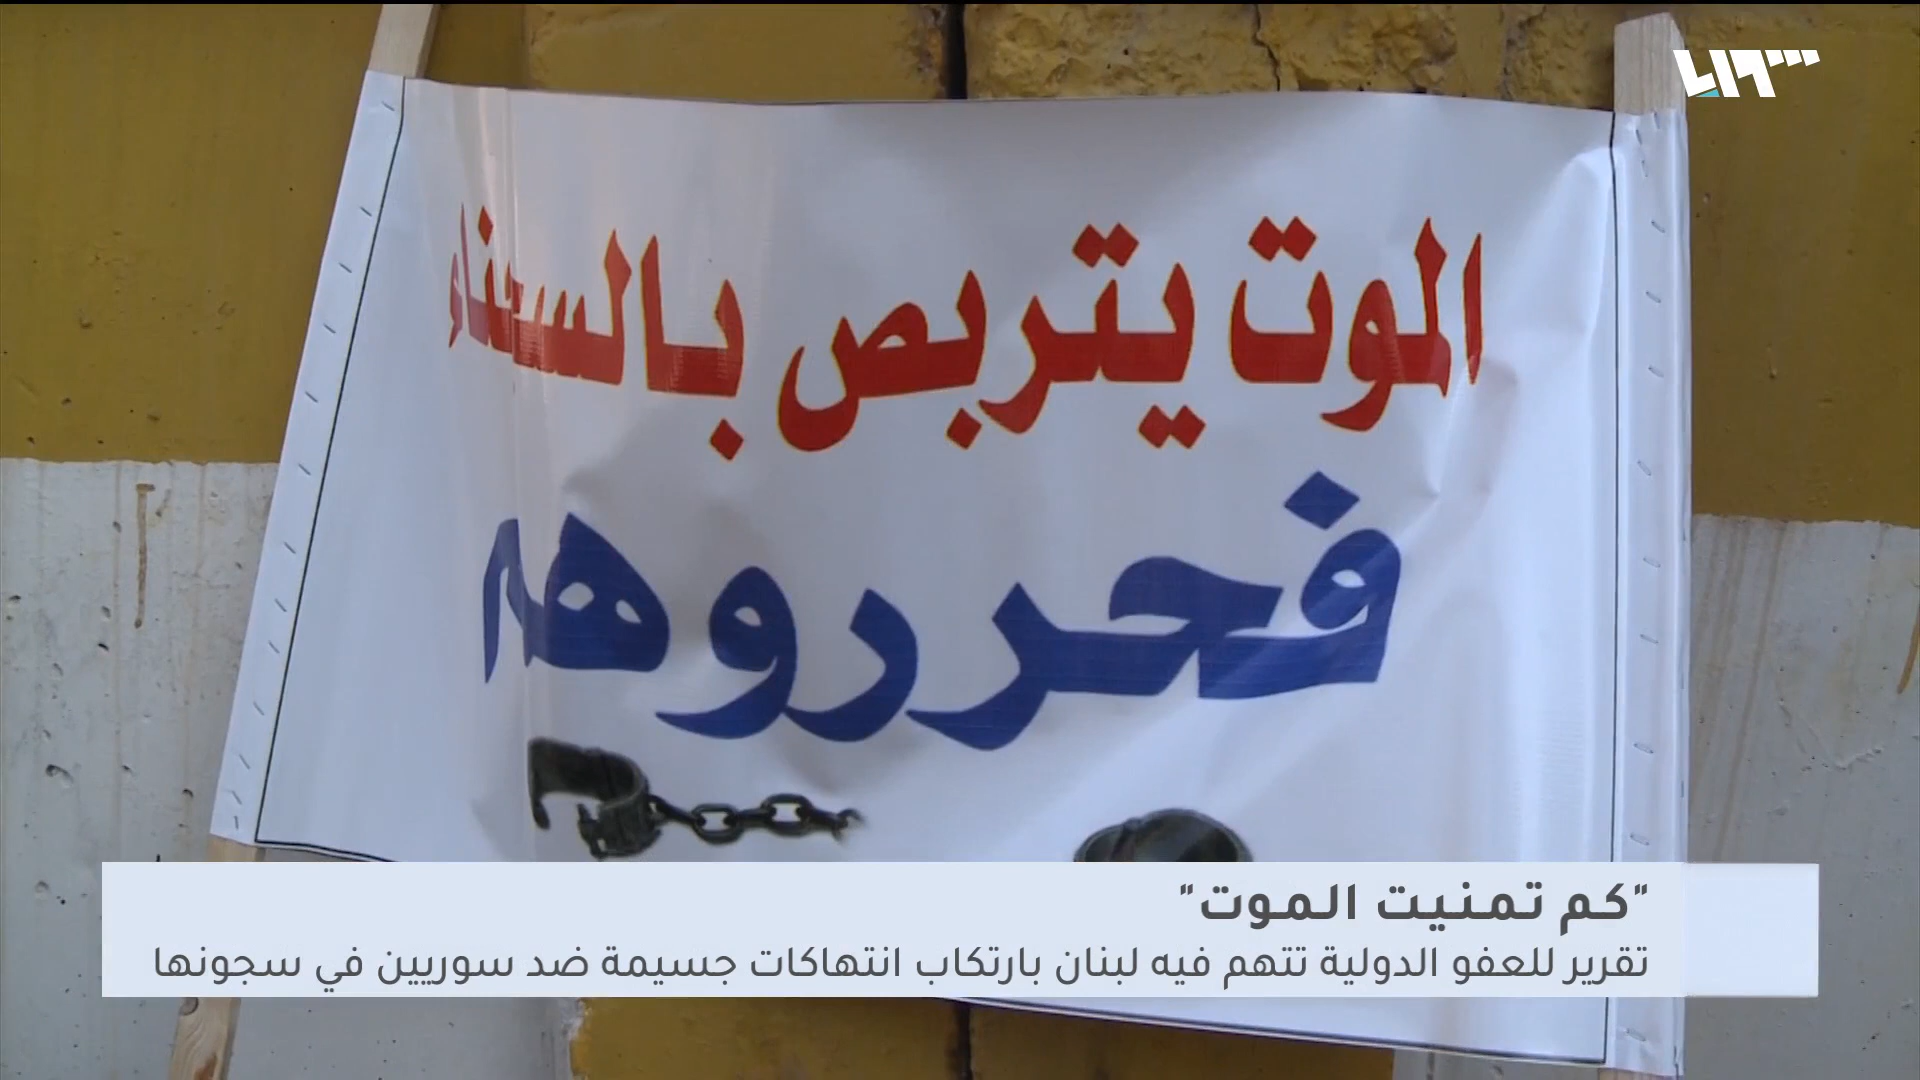 سوريا
الموت يتربص بالسجناء
فحرروهم
"كم تمنيت الموت"
تقرير للعفو الدولية تتهم فيه لبنان بارتكاب انتهاكات جسيمة ضد سوريين في سجونها